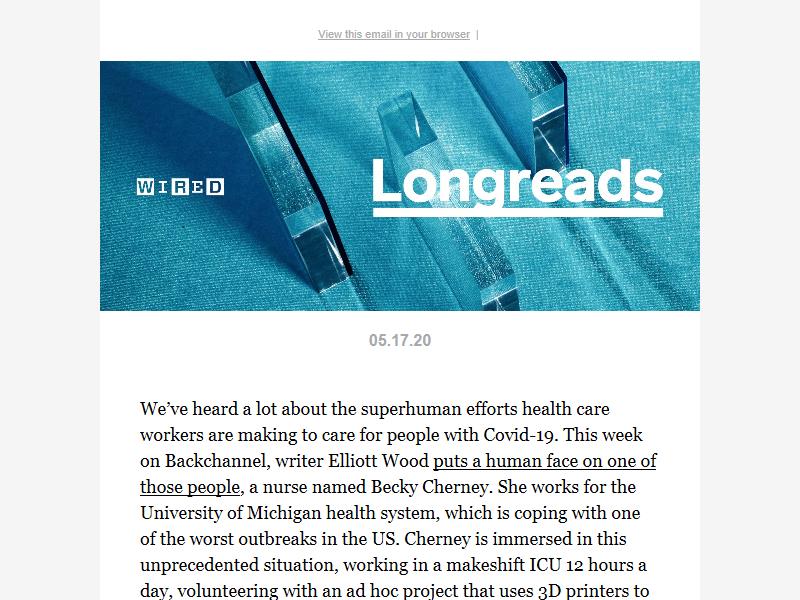 View this email in your browser |
WIRED
Longreads
05.17.20
We’ve heard a lot about the superhuman efforts health care
workers are making to care for people with Covid-19. This week
on Backchannel, writer Elliott Wood puts a human face on one of
those people, a nurse named Becky Cherney. She works for the
University of Michigan health system, which is coping with one
of the worst outbreaks in the US. Cherney is immersed in this
unprecedented situation, working in a makeshift ICU 12 hours a
day, volunteering with an ad hoc project that uses 3D printers to